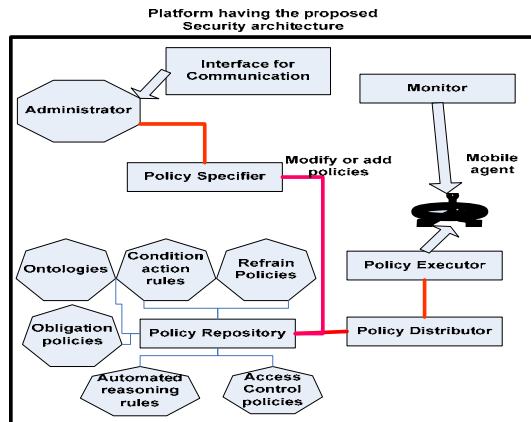 Platform having the proposed
Security architecture
Interface for
Communication
Monitor
Administrator
Mobile
agent
Policy Specifier
Modify or add
policies
Ontologies
Condition
action
rules
Refrain
Policies
Policy Executor
Obligation
policies
Policy Repository
Policy Distributor
Automated
reasoning
rules
Access
Control
policies